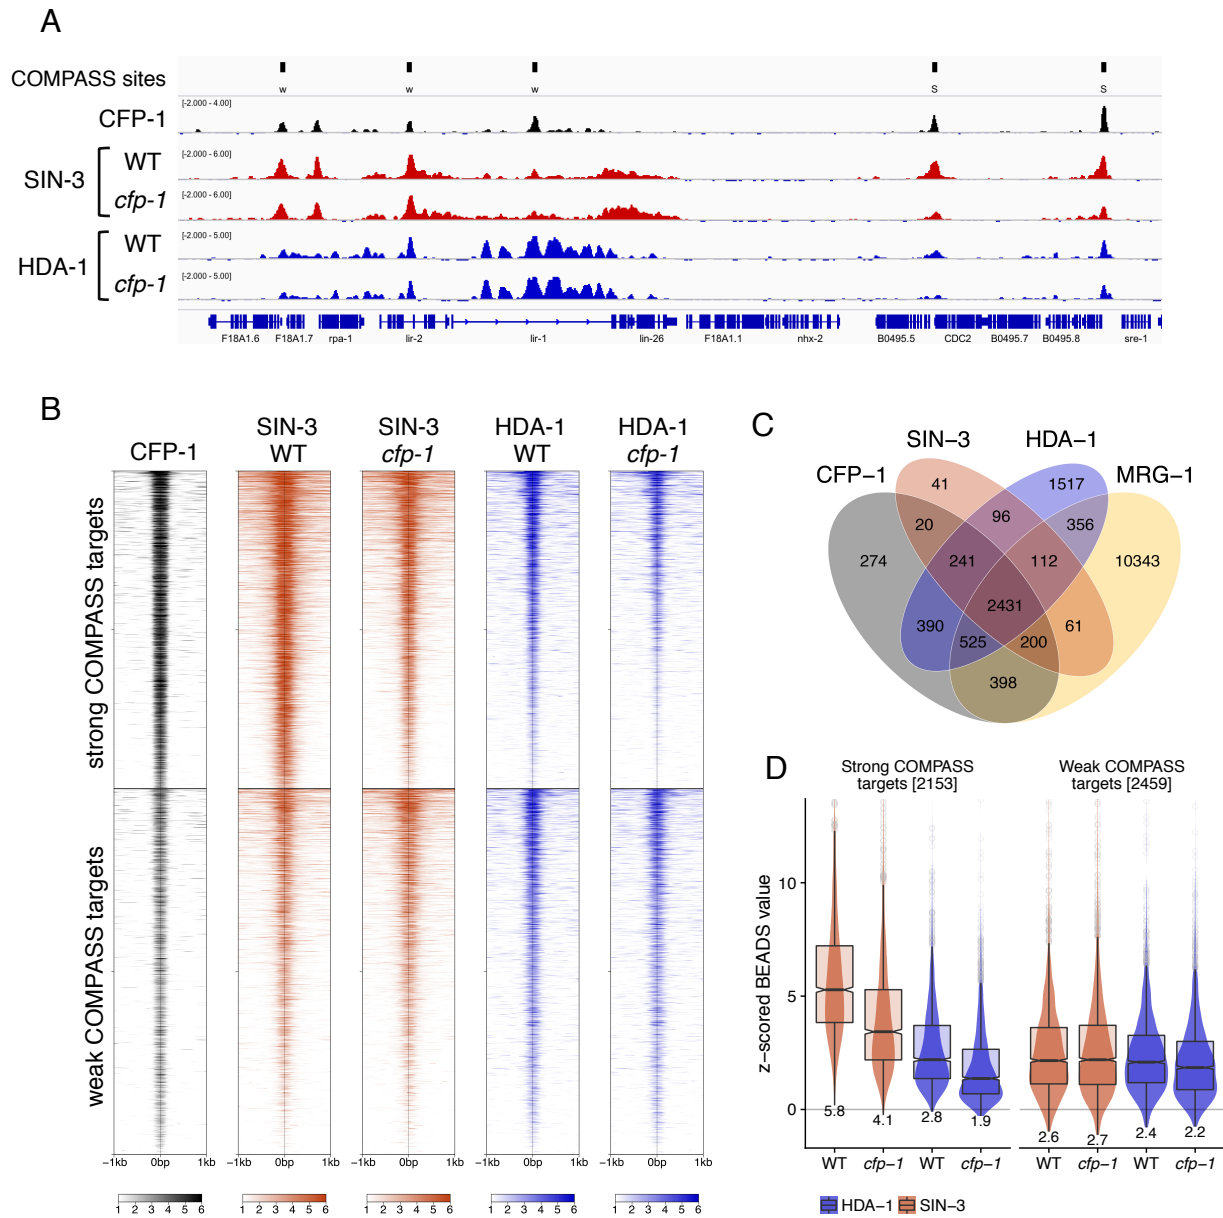 A
COMPASS sites
w w w S S
CFP-1
[-2.000 - 4.00]
SIN-3
WT
[-2.000 - 6.00]
cfp-1
[-2.000 - 6.00]
HDA-1
WT
[-2.000 - 5.00]
cfp-1
[-2.000 - 5.00]
F18A1.6 F18A1.7 rpa-1 lir-2 lir-1 lin-26 F18A1.1 nhx-2 B0495.5 CDC2 B0495.7 B0495.8 sre-1
B
CFP-1
SIN-3
WT
SIN-3
cfp-1
HDA-1
WT
HDA-1
cfp-1
strong COMPASS targets
weak COMPASS targets
−1kb 0bp 1kb −1kb 0bp 1kb −1kb 0bp 1kb −1kb 0bp 1kb −1kb 0bp 1kb
1 2 3 4 5 6 1 2 3 4 5 6 1 2 3 4 5 6 1 2 3 4 5 6 1 2 3 4 5 6
C
SIN−3 HDA−1
CFP−1 MRG−1
41 1517
20 96 356
274 241 112 10343
2431
390 525 200 61
398
D
Strong COMPASS
targets [2153]
Weak COMPASS
targets [2459]
z−scored BEADS value
10
5
0
5.8 4.1 2.8 1.9 2.6 2.7 2.4 2.2
WT cfp-1 WT cfp-1 WT cfp-1 WT cfp-1
HDA−1 SIN−3